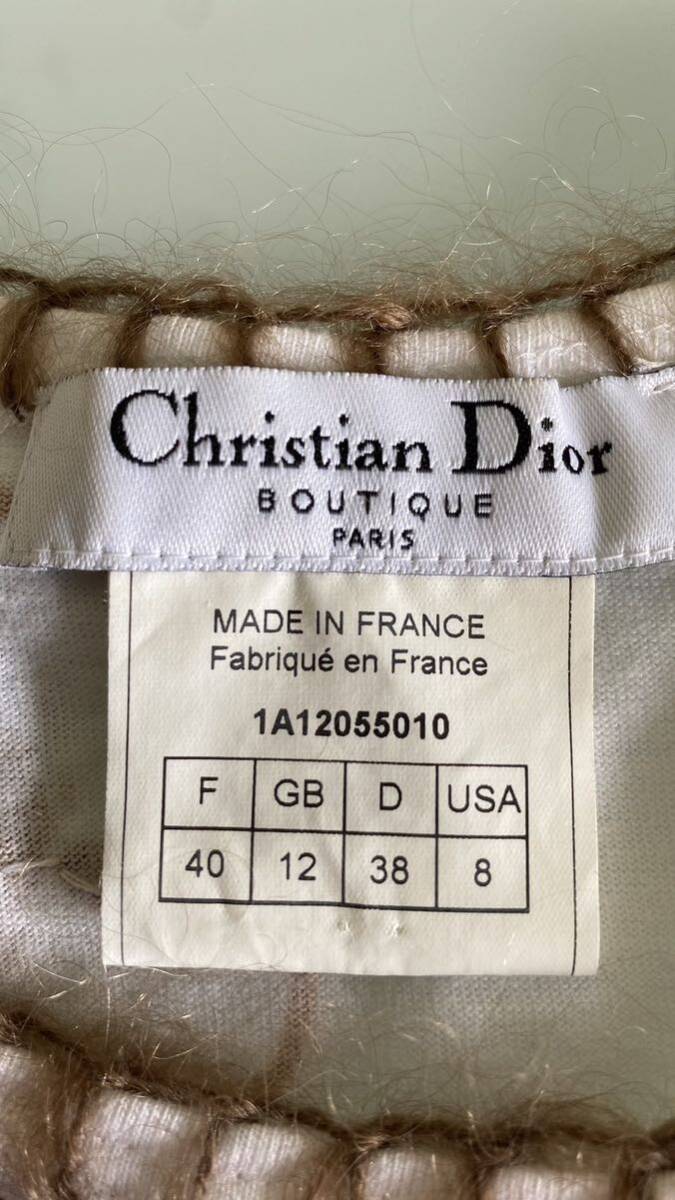 Christian Dior
BOUTIQUE
PARIS
MADE IN FRANCE
Fabriqué en France
1A12055010
F GB D USA
40 12 38 8